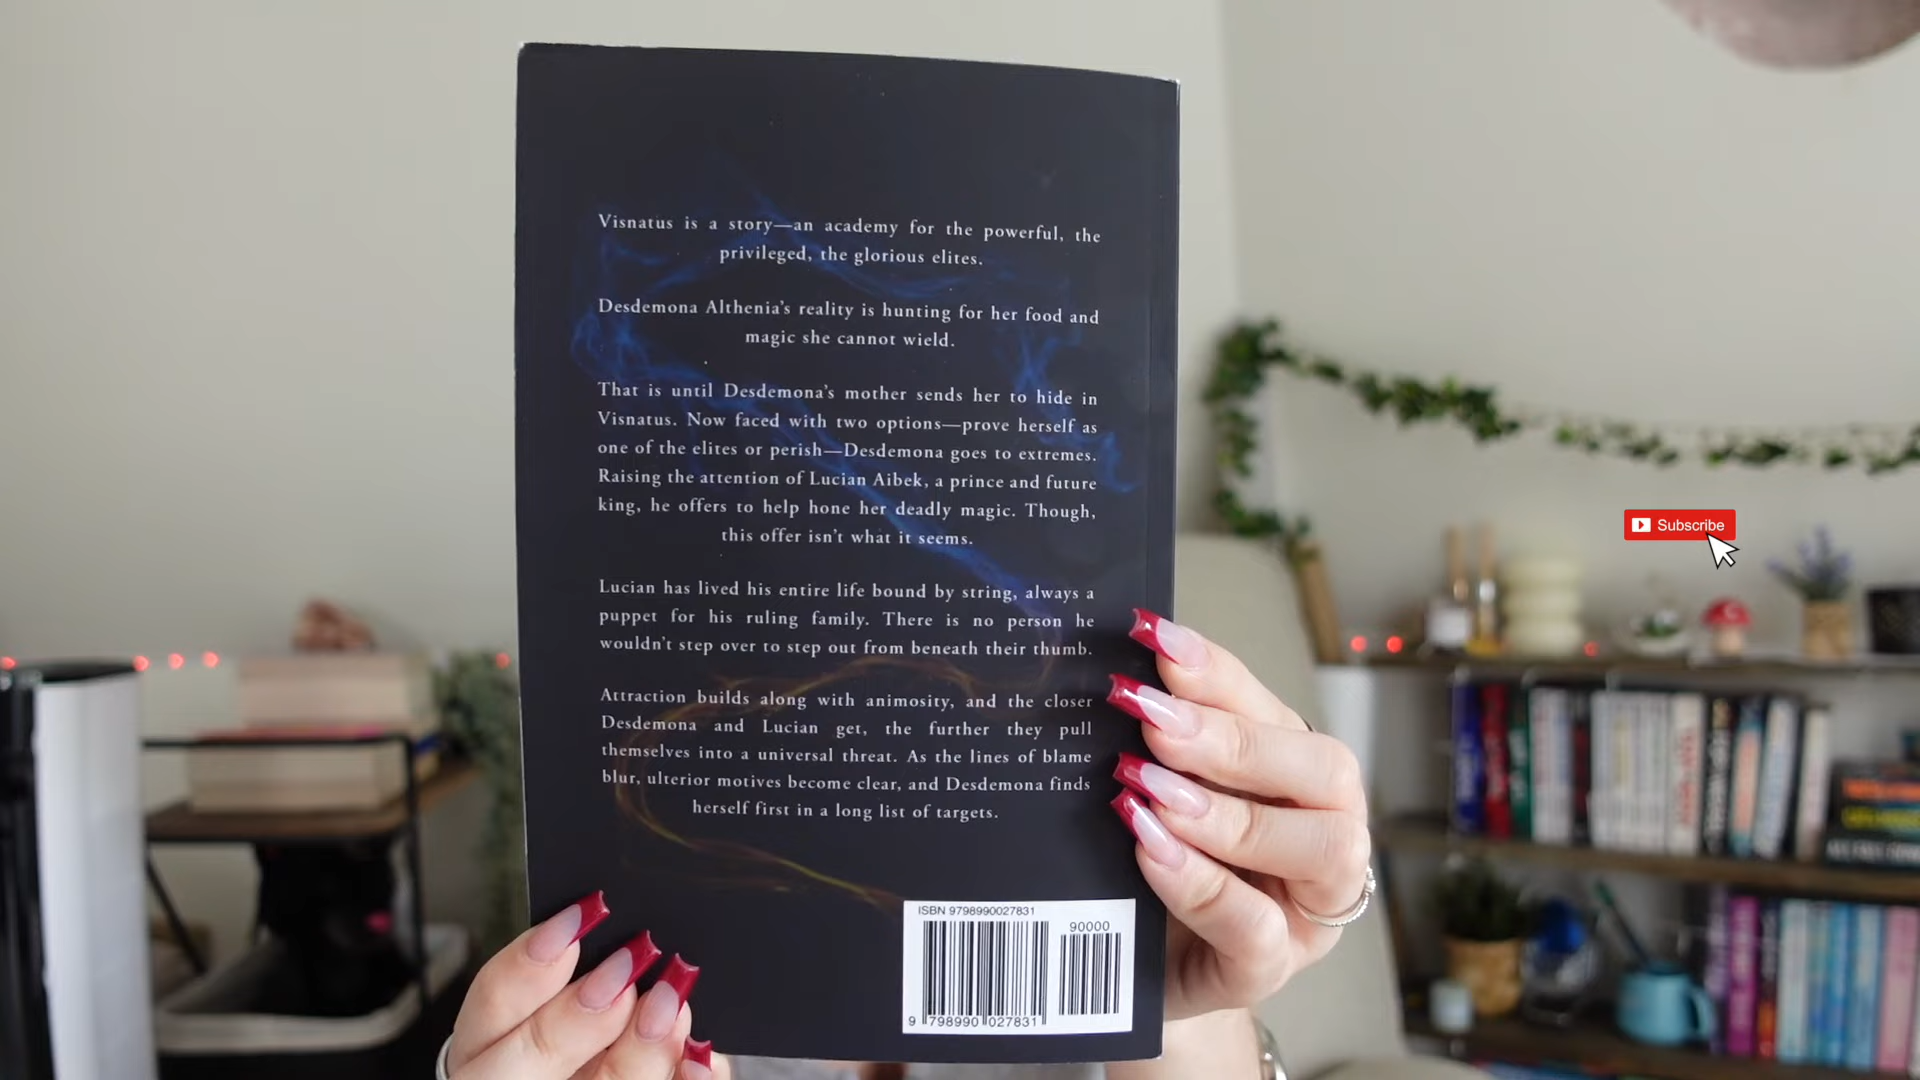 Visnatus is a story—an academy for the powerful, the
privileged, the glorious elites.
Desdemona Althenia's reality is hunting for her food and
magic she cannot wield.
That is until Desdemona's mother sends her to hide in
Visnatus. Now faced with two options—prove herself as
one of the elites or perish—Desdemona goes to extremes.
Raising the attention of Lucian Aibek, a prince and future
king, he offers to help hone her deadly magic. Though,
this offer isn't what it seems.
Lucian has lived his entire life bound by string, always a
puppet for his ruling family. There is no person he
wouldn't step over to step out from beneath their thumb.
Attraction builds along with animosity, and the closer
Desdemona and Lucian get, the further they pull
themselves into a universal threat. As the lines of blame
blur, ulterior motives become clear, and Desdemona finds
herself first in a long list of targets.
ISBN 9798990027831
90000
9 798990 027831
Subscribe